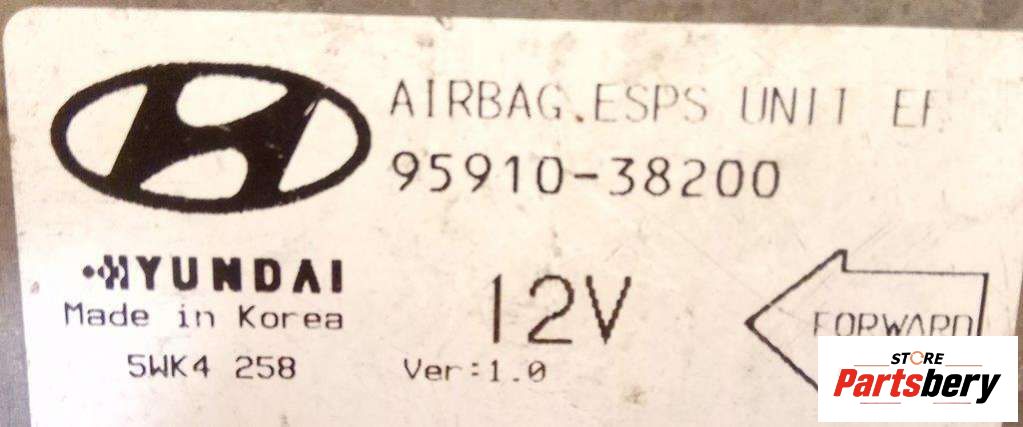 AIRBAG.ESPS UNIT EF
95910-38200
HYUNDAI
Made in Korea
5WK4 258
12V
Ver:1.0
FORWARD
STORE
Partsbery